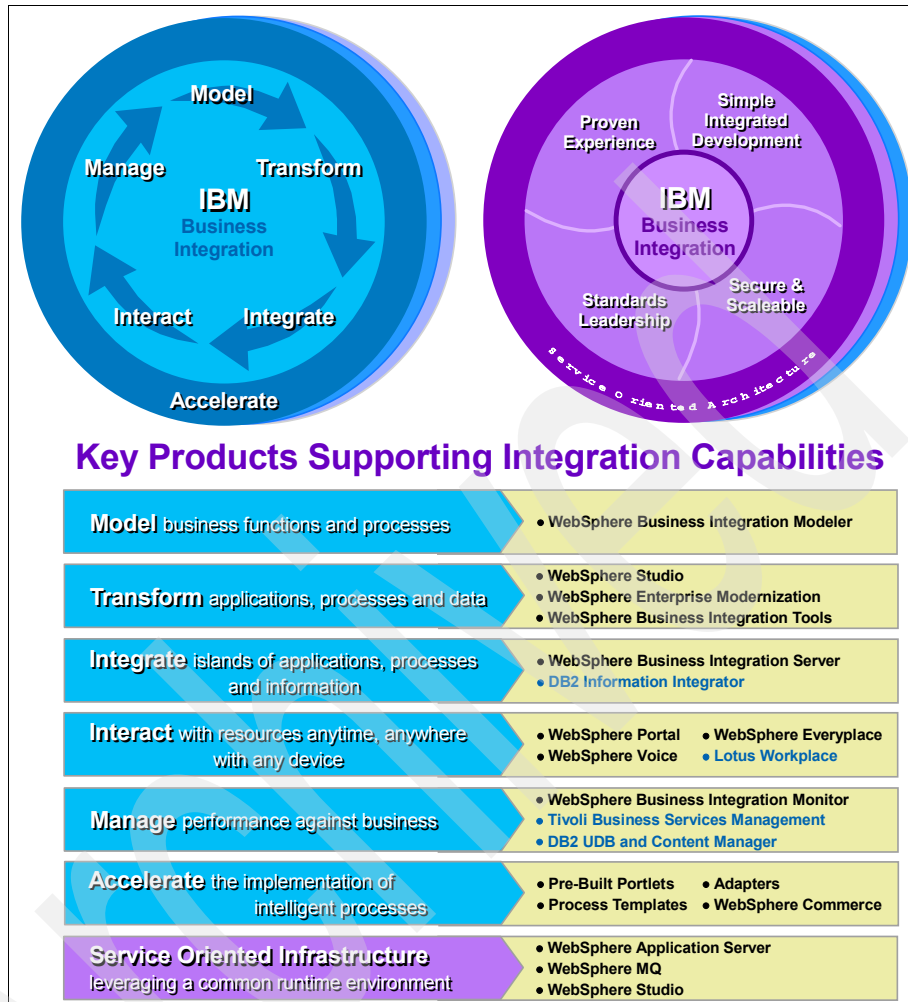 Model
Manage
Transform
IBM
Business
Integration
Interact
Integrate
Accelerate
Proven
Experience
Simple
Integrated
Development
IBM
Business
Integration
Standards
Leadership
Secure &
Scaleable
Service Oriented Architecture
Key Products Supporting Integration Capabilities
Model business functions and processes
• WebSphere Business Integration Modeler
Transform applications, processes and data
• WebSphere Studio
• WebSphere Enterprise Modernization
• WebSphere Business Integration Tools
Integrate islands of applications, processes
and information
• WebSphere Business Integration Server
• DB2 Information Integrator
Interact with resources anytime, anywhere
with any device
• WebSphere Portal • WebSphere Everyplace
• WebSphere Voice • Lotus Workplace
Manage performance against business
• WebSphere Business Integration Monitor
• Tivoli Business Services Management
• DB2 UDB and Content Manager
Accelerate the implementation of
intelligent processes
• Pre-Built Portlets • Adapters
• Process Templates • WebSphere Commerce
Service Oriented Infrastructure
leveraging a common runtime environment
• WebSphere Application Server
• WebSphere MQ
• WebSphere Studio